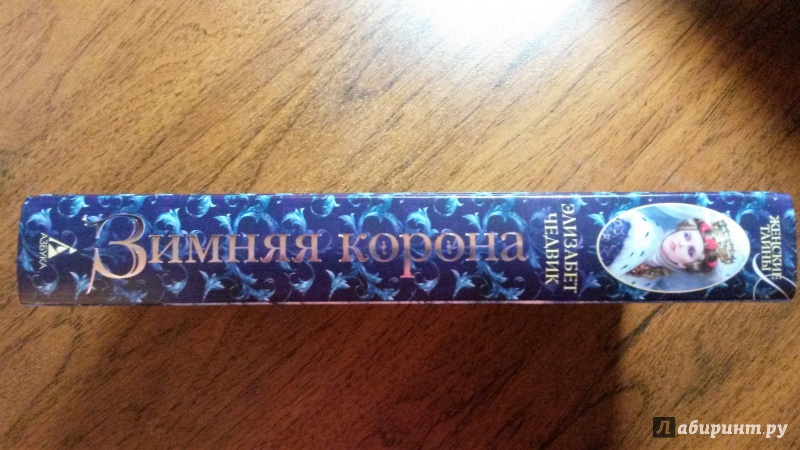 АЗБУКА
Зимняя корона
ЭЛИЗАБЕТ
ЧЕДВИК
ЖЕНСКИЕ
ТАЙНЫ
Лабиринт.ру